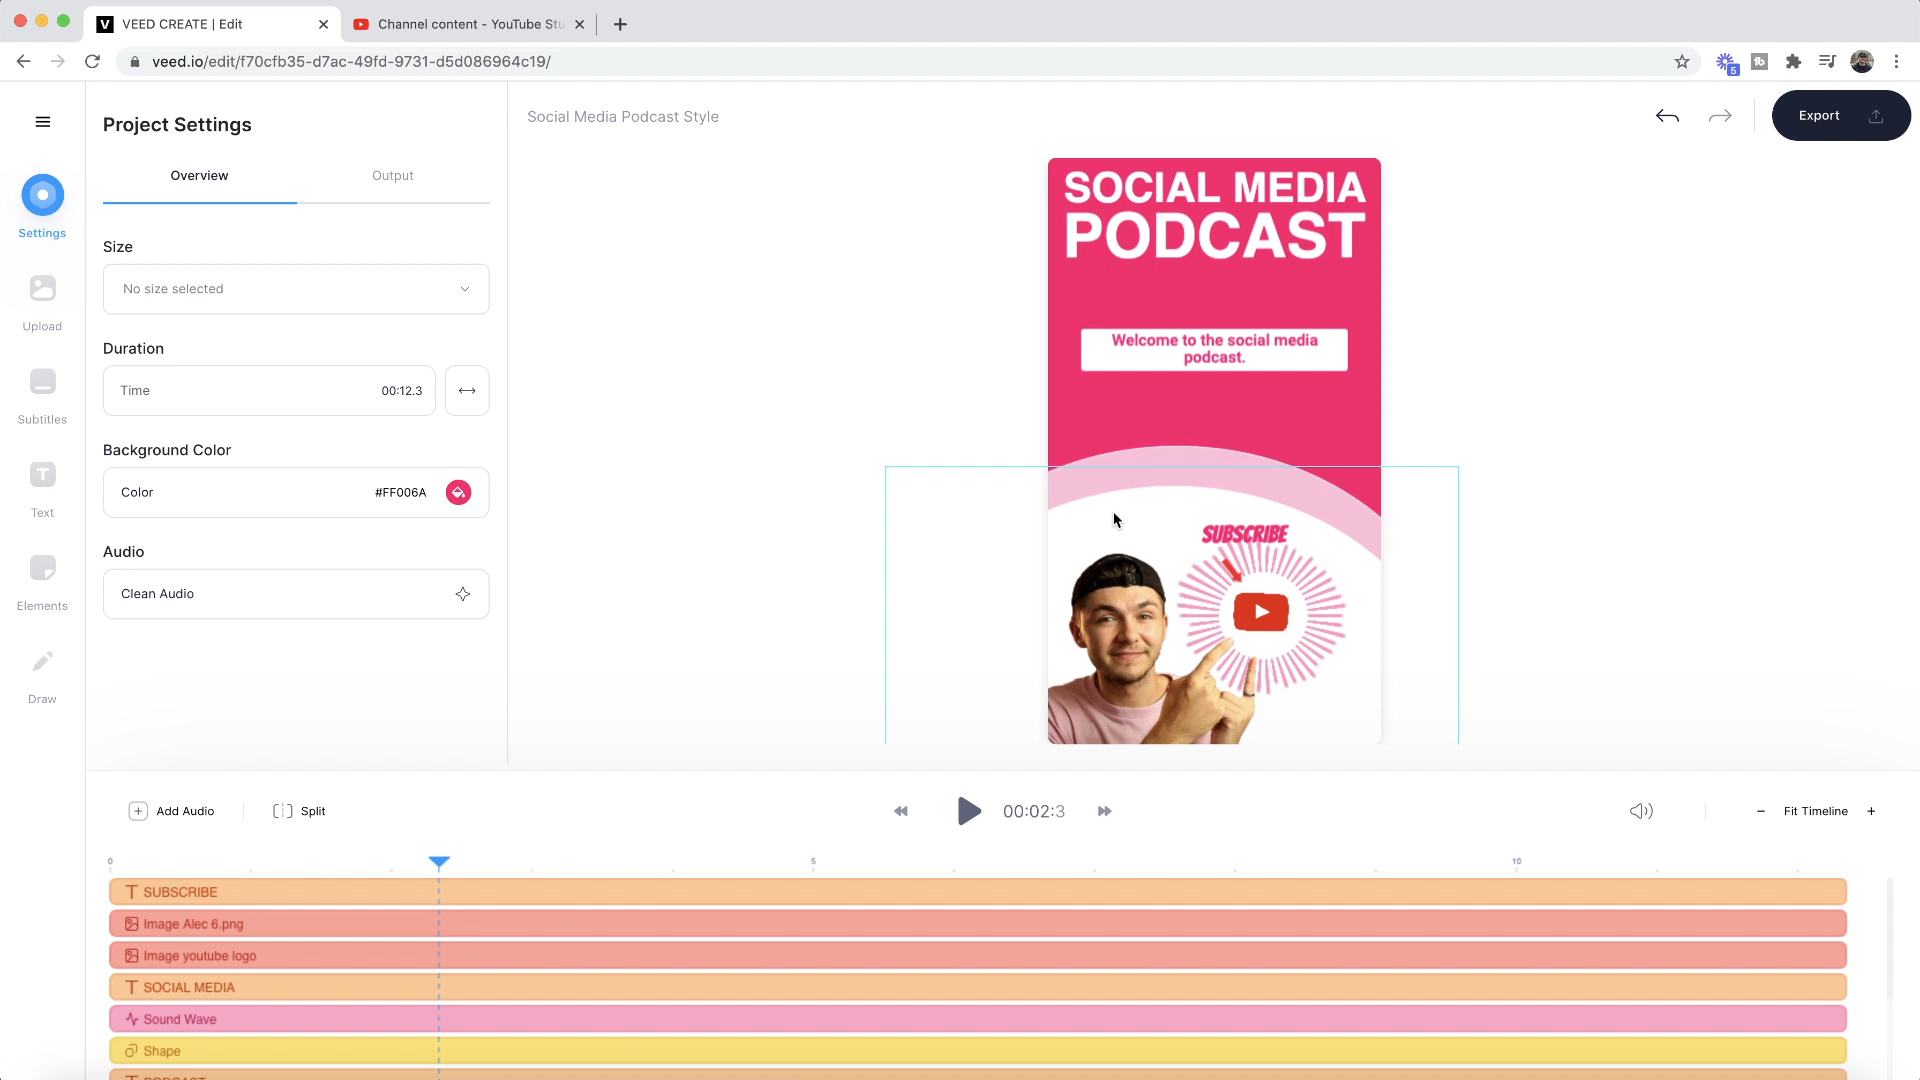 VEED CREATE | Edit
Channel content - YouTube Stu
veed.io/edit/f70cfb35-d7ac-49fd-9731-d5d086964c19/
5
Project Settings
Overview
Output
Size
No size selected
Duration
Time
00:12.3
Background Color
Color
#FF006A
Audio
Clean Audio
Settings
Upload
Subtitles
Text
Elements
Draw
Social Media Podcast Style
Export
SOCIAL MEDIA
PODCAST
Welcome to the social media
podcast.
SUBSCRIBE
Add Audio
Split
00:02:3
Fit Timeline
0
5
10
SUBSCRIBE
Image Alec 6.png
Image youtube logo
SOCIAL MEDIA
Sound Wave
Shape
PODCAST